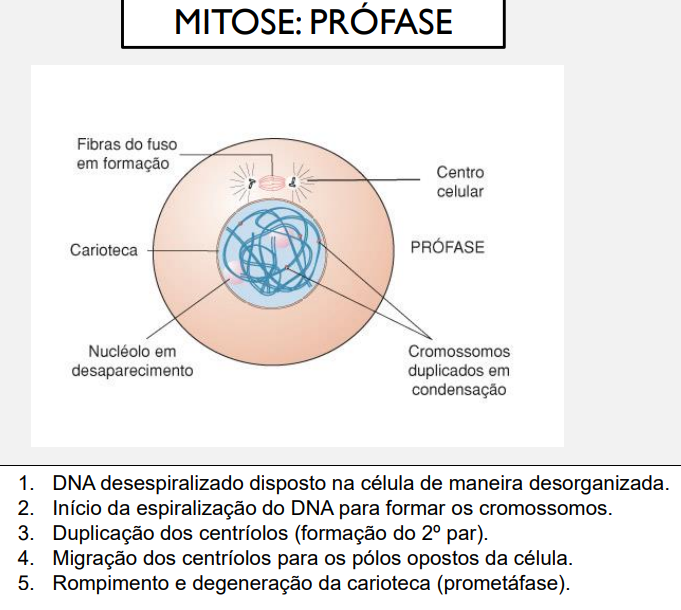 MITOSE: PRÓFASE
Fibras do fuso
em formação
Centro
celular
Carioteca
PRÓFASE
Nucléolo em
desaparecimento
Cromossomos
duplicados em
condensação
1. DNA desespiralizado disposto na célula de maneira desorganizada.
2. Início da espiralização do DNA para formar os cromossomos.
3. Duplicação dos centríolos (formação do 2º par).
4. Migração dos centríolos para os pólos opostos da célula.
5. Rompimento e degeneração da carioteca (prometáfase).